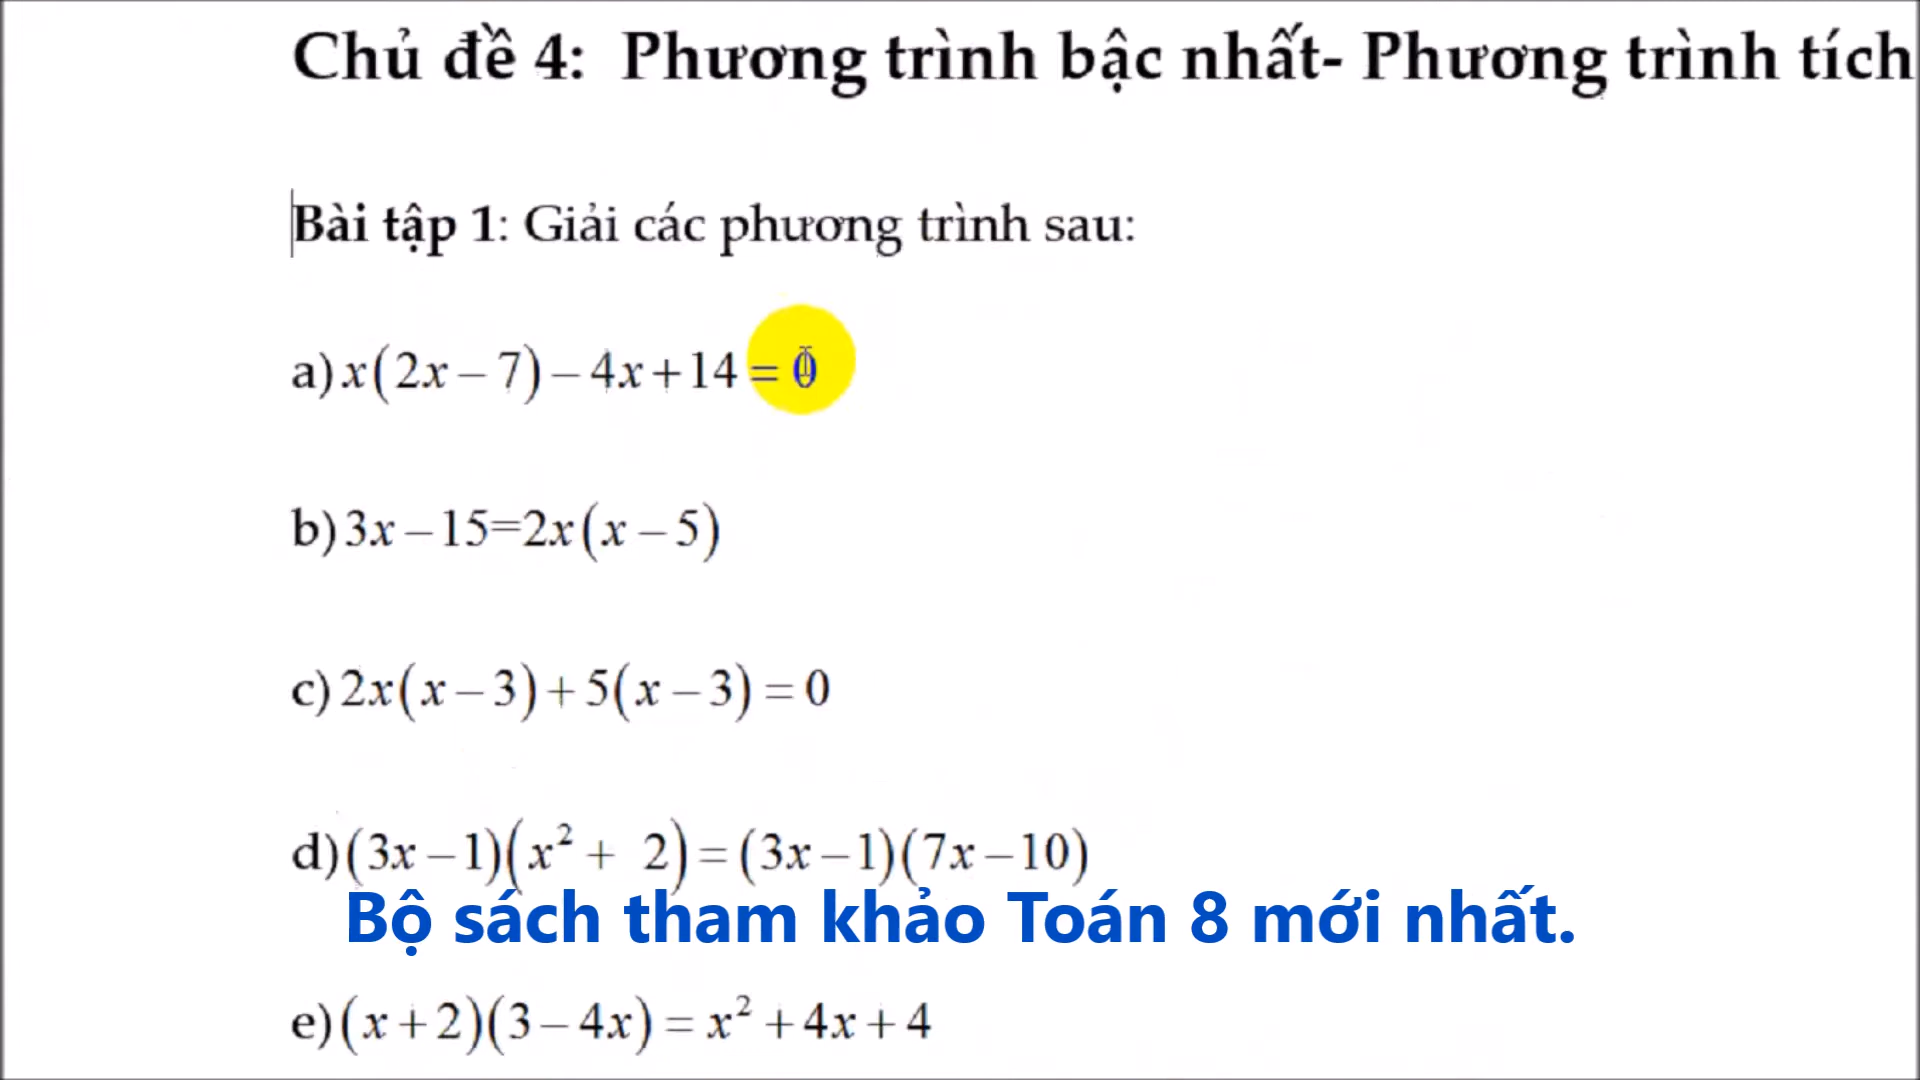 Chủ đề 4: Phương trình bậc nhất- Phương trình tích
Bài tập 1: Giải các phương trình sau:
a) x(2x – 7) – 4x + 14 = 0
b) 3x – 15=2x(x – 5)
c) 2x(x – 3) + 5(x – 3) = 0
d) (3x – 1)(x² + 2) = (3x – 1)(7x – 10)
Bộ sách tham khảo Toán 8 mới nhất.
e) (x + 2)(3 – 4x) = x² + 4x + 4